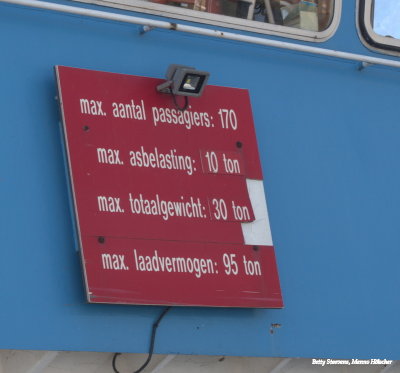 max. aantal passagiers: 170
max. asbelasting: 10 ton
max. totaalgewicht: 30 ton
max. laadvermogen: 95 ton
Betty Stemens, Menno Hilscher